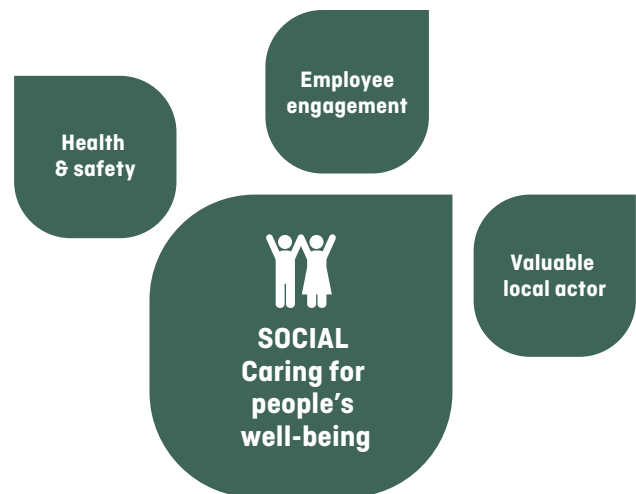 Employee
engagement
Health
& safety
Valuable
local actor
SOCIAL
Caring for
people's
well-being